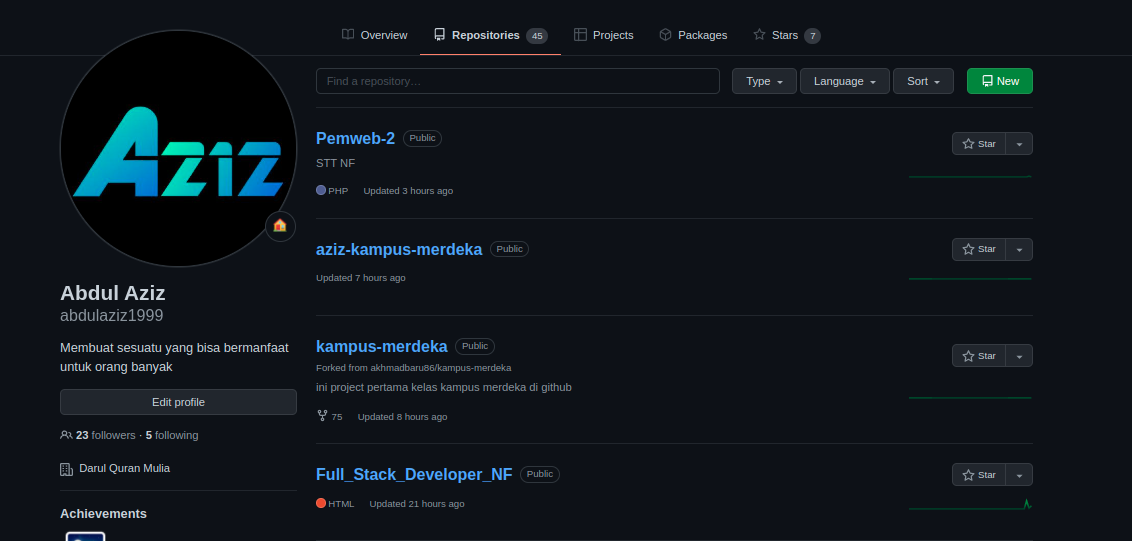 Overview
Repositories 45
Projects
Packages
Stars 7
Aziz
Abdul Aziz
abdulaziz1999
Membuat sesuatu yang bisa bermanfaat
untuk orang banyak
Edit profile
23 followers · 5 following
Darul Quran Mulia
Achievements
Find a repository…
Type
Language
Sort
New
Pemweb-2 Public
Star
STT NF
PHP Updated 3 hours ago
aziz-kampus-merdeka Public
Star
Updated 7 hours ago
kampus-merdeka Public
Star
Forked from akhmadbaru86/kampus-merdeka
ini project pertama kelas kampus merdeka di github
75 Updated 8 hours ago
Full_Stack_Developer_NF Public
Star
HTML Updated 21 hours ago